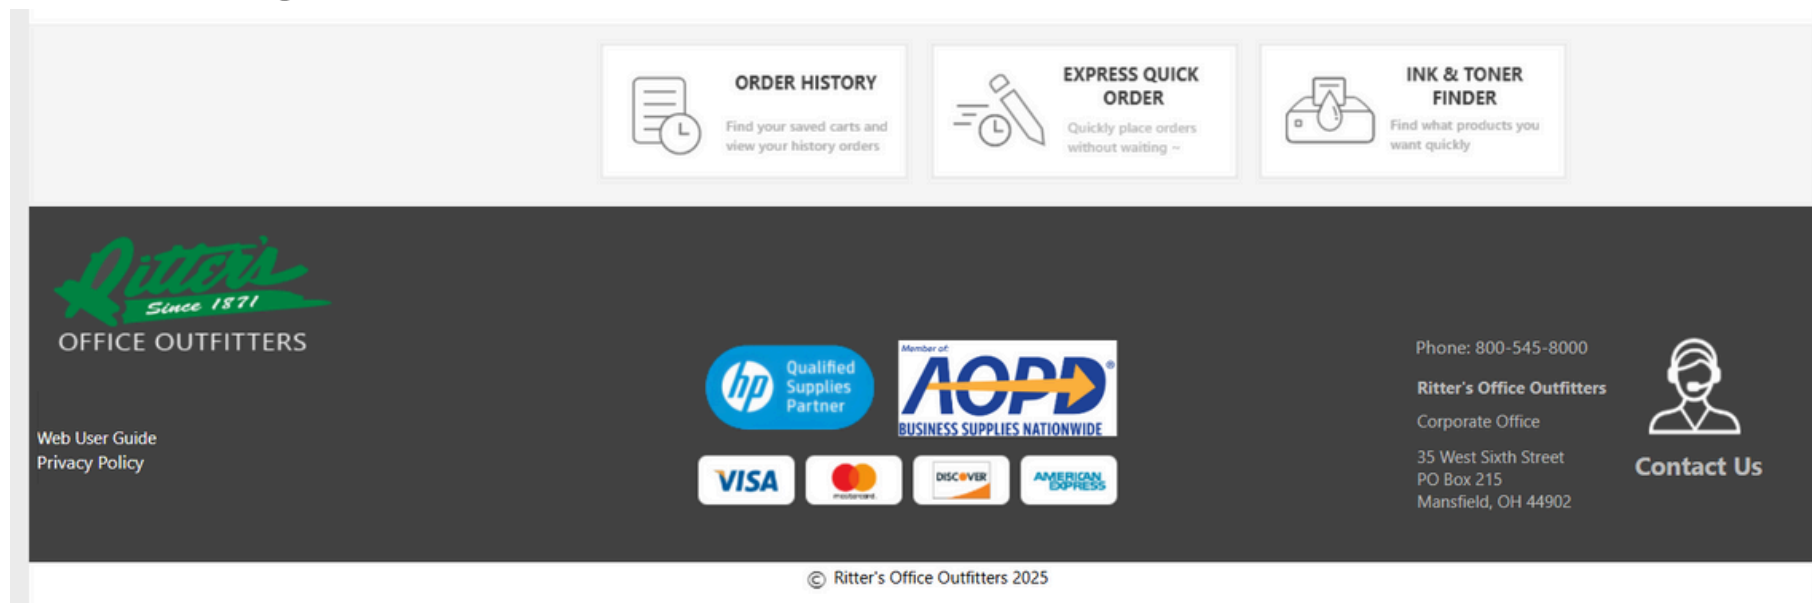 ORDER HISTORY
Find your saved carts and
view your history orders
EXPRESS QUICK
ORDER
Quickly place orders
without waiting ~
INK & TONER
FINDER
Find what products you
want quickly
Ritter's
Since 1871
OFFICE OUTFITTERS
Web User Guide
Privacy Policy
hp
Qualified
Supplies
Partner
Member of:
AOPD®
BUSINESS SUPPLIES NATIONWIDE
VISA
mastercard
DISCOVER
AMERICAN
EXPRESS
Phone: 800-545-8000
Ritter's Office Outfitters
Corporate Office
35 West Sixth Street
PO Box 215
Mansfield, OH 44902
Contact Us
© Ritter's Office Outfitters 2025